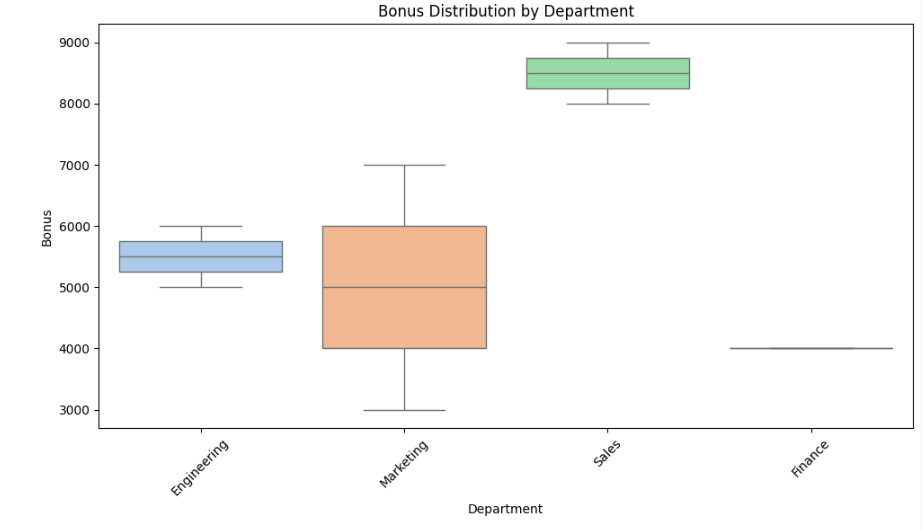 Bonus Distribution by Department
9000
8000
7000
6000
5000
4000
3000
Bonus
Engineering
Marketing
Sales
Finance
Department